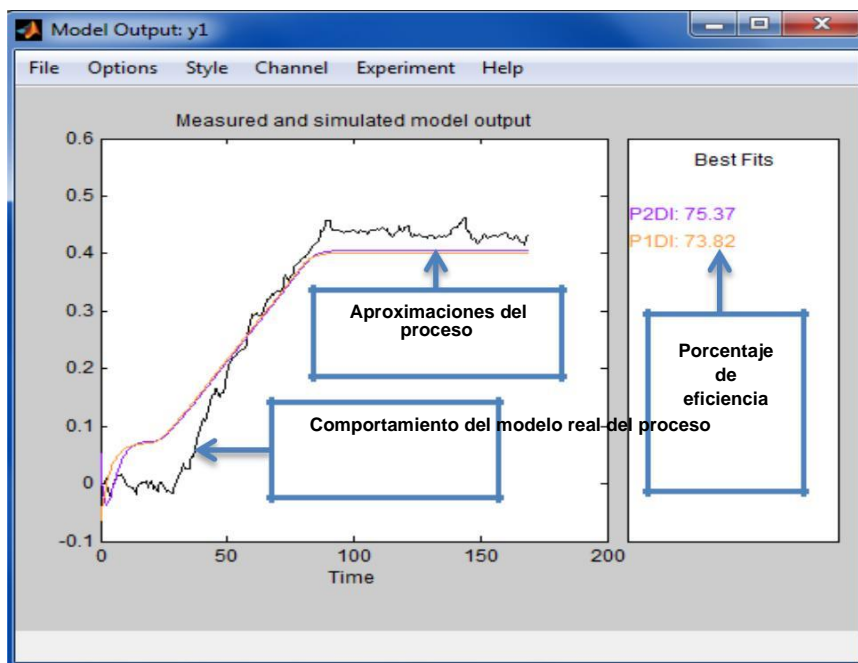 Model Output: y1
File Options Style Channel Experiment Help
Measured and simulated model output
0.6
0.5
0.4
0.3
0.2
0.1
0
-0.1
0 50 100 150 200
Time
Aproximaciones del
proceso
Comportamiento del modelo real del proceso
Best Fits
P2DI: 75.37
P1DI: 73.82
Porcentaje
de
eficiencia